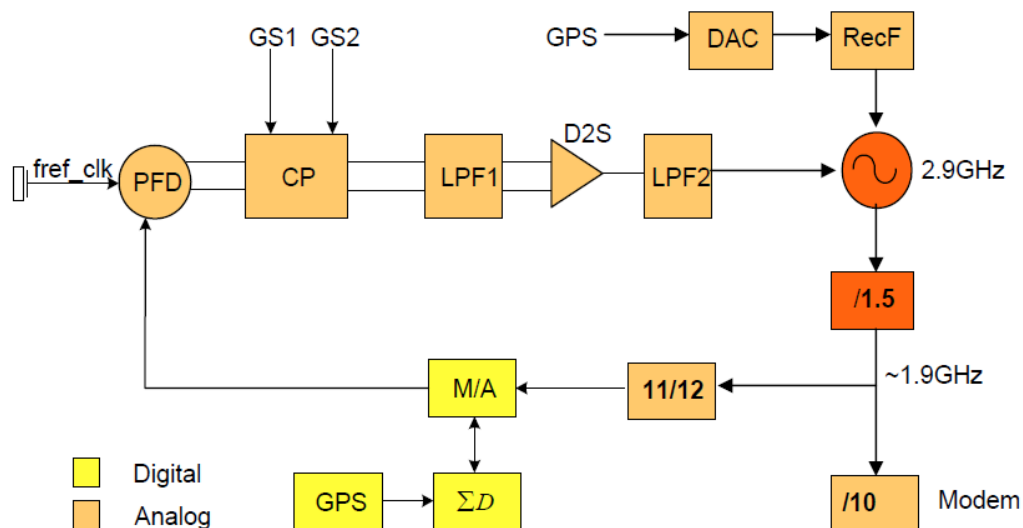 GS1 GS2
GPS DAC RecF
D2S
fref_clk PFD CP LPF1 LPF2 2.9GHz
/1.5
~1.9GHz
M/A 11/12
Digital GPS ΣD /10 Modem
Analog